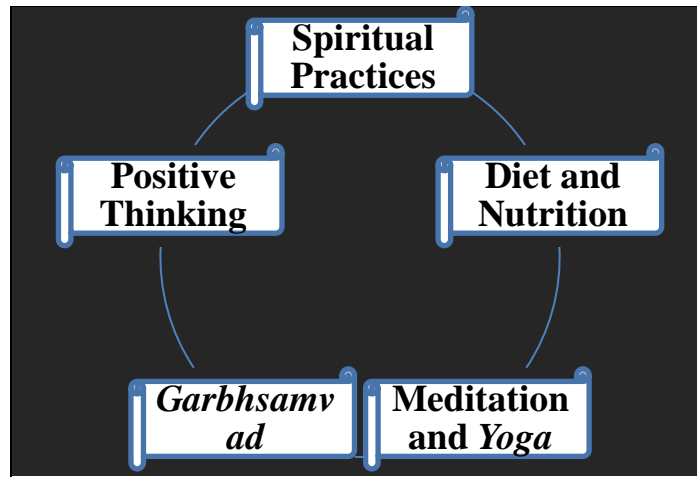 Spiritual
Practices
Positive
Thinking
Diet and
Nutrition
Garbhsamv
ad
Meditation
and Yoga